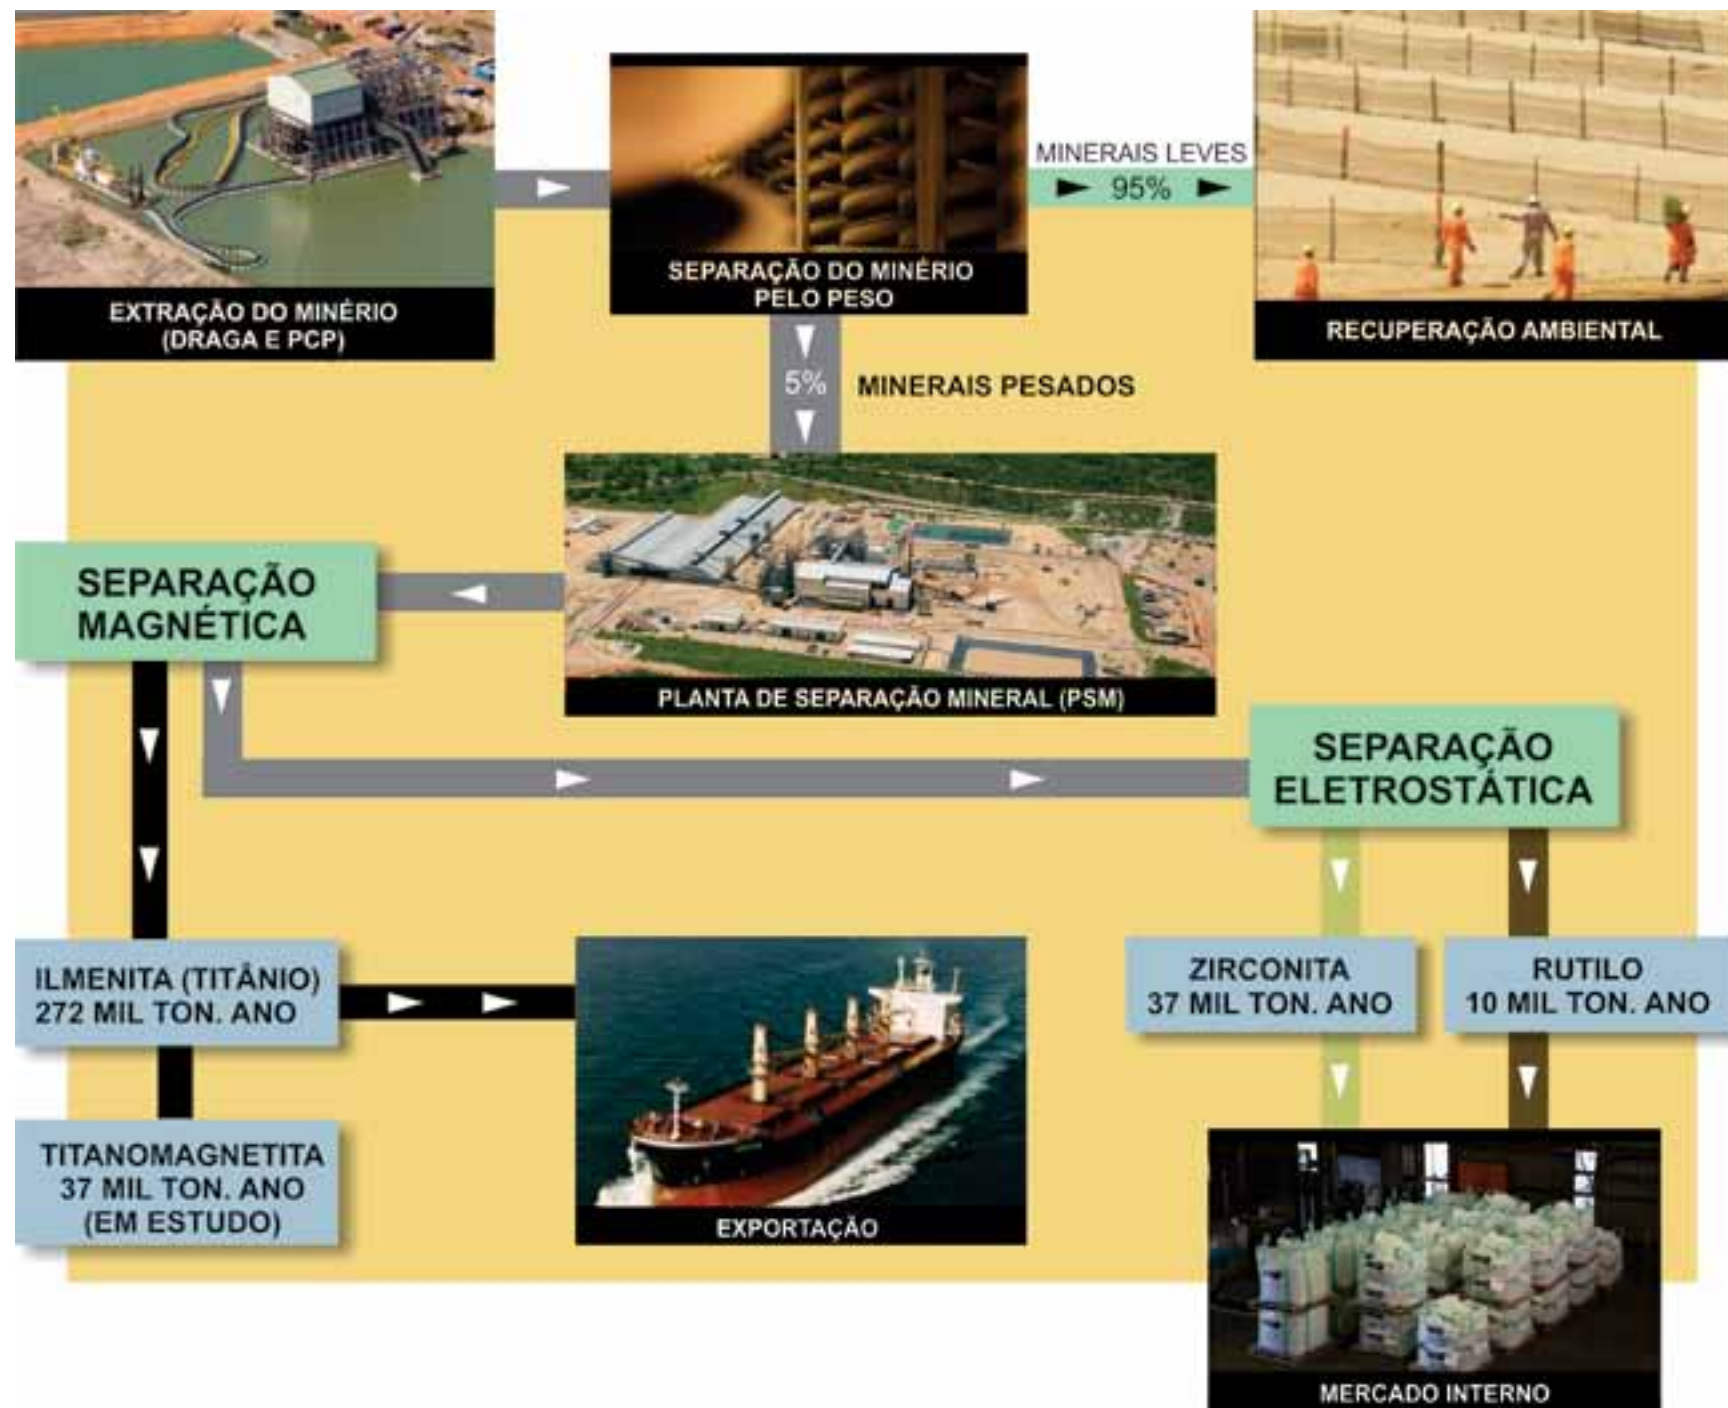 MINERAIS LEVES
95%
SEPARAÇÃO DO MINÉRIO
PELO PESO
EXTRAÇÃO DO MINÉRIO
(DRAGA E PCP)
RECUPERAÇÃO AMBIENTAL
5%
MINERAIS PESADOS
SEPARAÇÃO
MAGNÉTICA
PLANTA DE SEPARAÇÃO MINERAL (PSM)
SEPARAÇÃO
ELETROSTÁTICA
ILMENITA (TITÂNIO)
272 MIL TON. ANO
ZIRCONITA
37 MIL TON. ANO
RUTILO
10 MIL TON. ANO
TITANOMAGNETITA
37 MIL TON. ANO
(EM ESTUDO)
EXPORTAÇÃO
MERCADO INTERNO